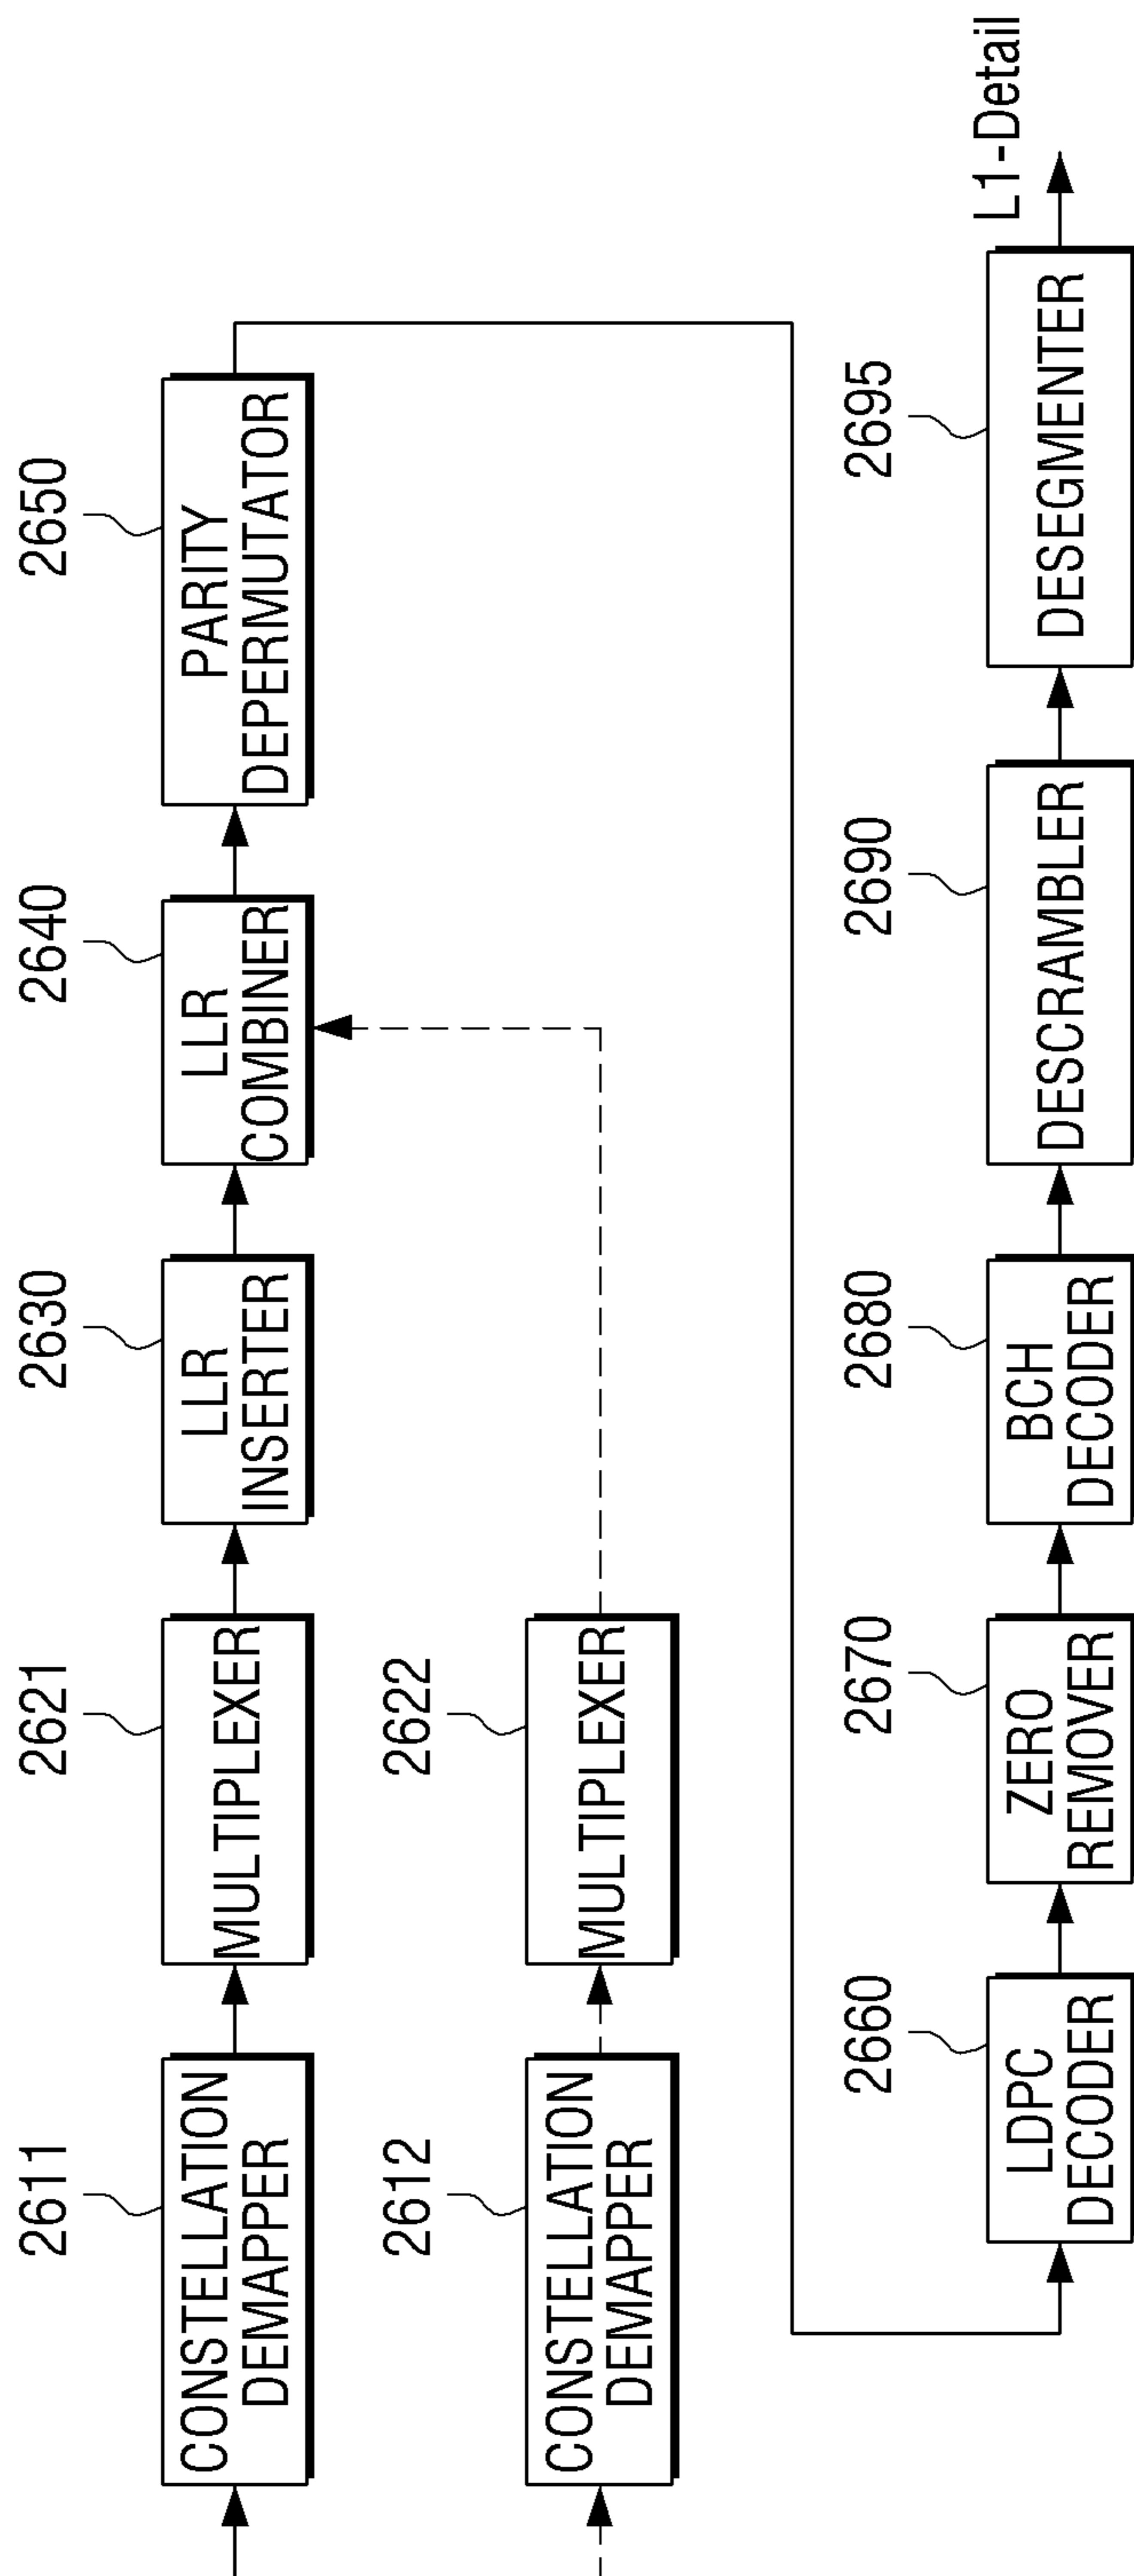 2611
CONSTELLATION
DEMAPPER
2621
MULTIPLEXER
2630
LLR
INSERTER
2640
LLR
COMBINER
2650
PARITY
DEPERMUTATOR
2612
CONSTELLATION
DEMAPPER
2622
MULTIPLEXER
2660
LDPC
DECODER
2670
ZERO
REMOVER
2680
BCH
DECODER
2690
DESCRAMBLER
2695
DESEGMENTER
L1-Detail